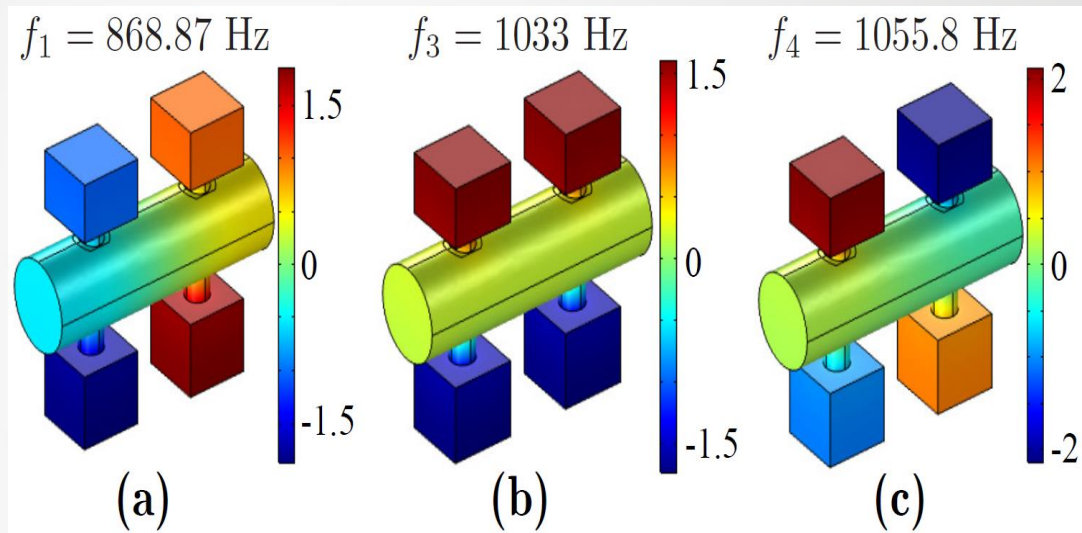 f₁ = 868.87 Hz
1.5
0
-1.5
(a)
f₃ = 1033 Hz
1.5
0
-1.5
(b)
f₄ = 1055.8 Hz
2
0
-2
(c)